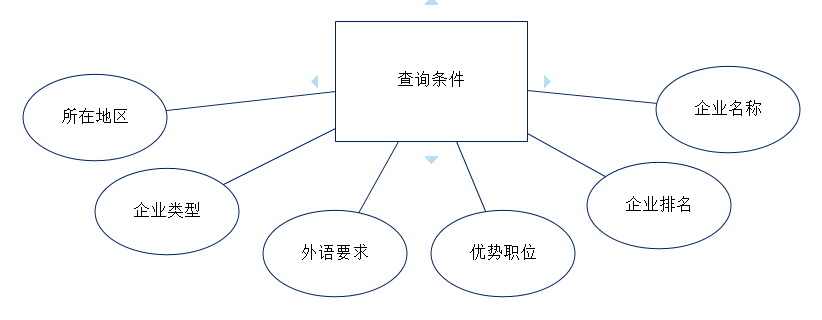 查询条件
所在地区
企业名称
企业类型
企业排名
外语要求
优势职位